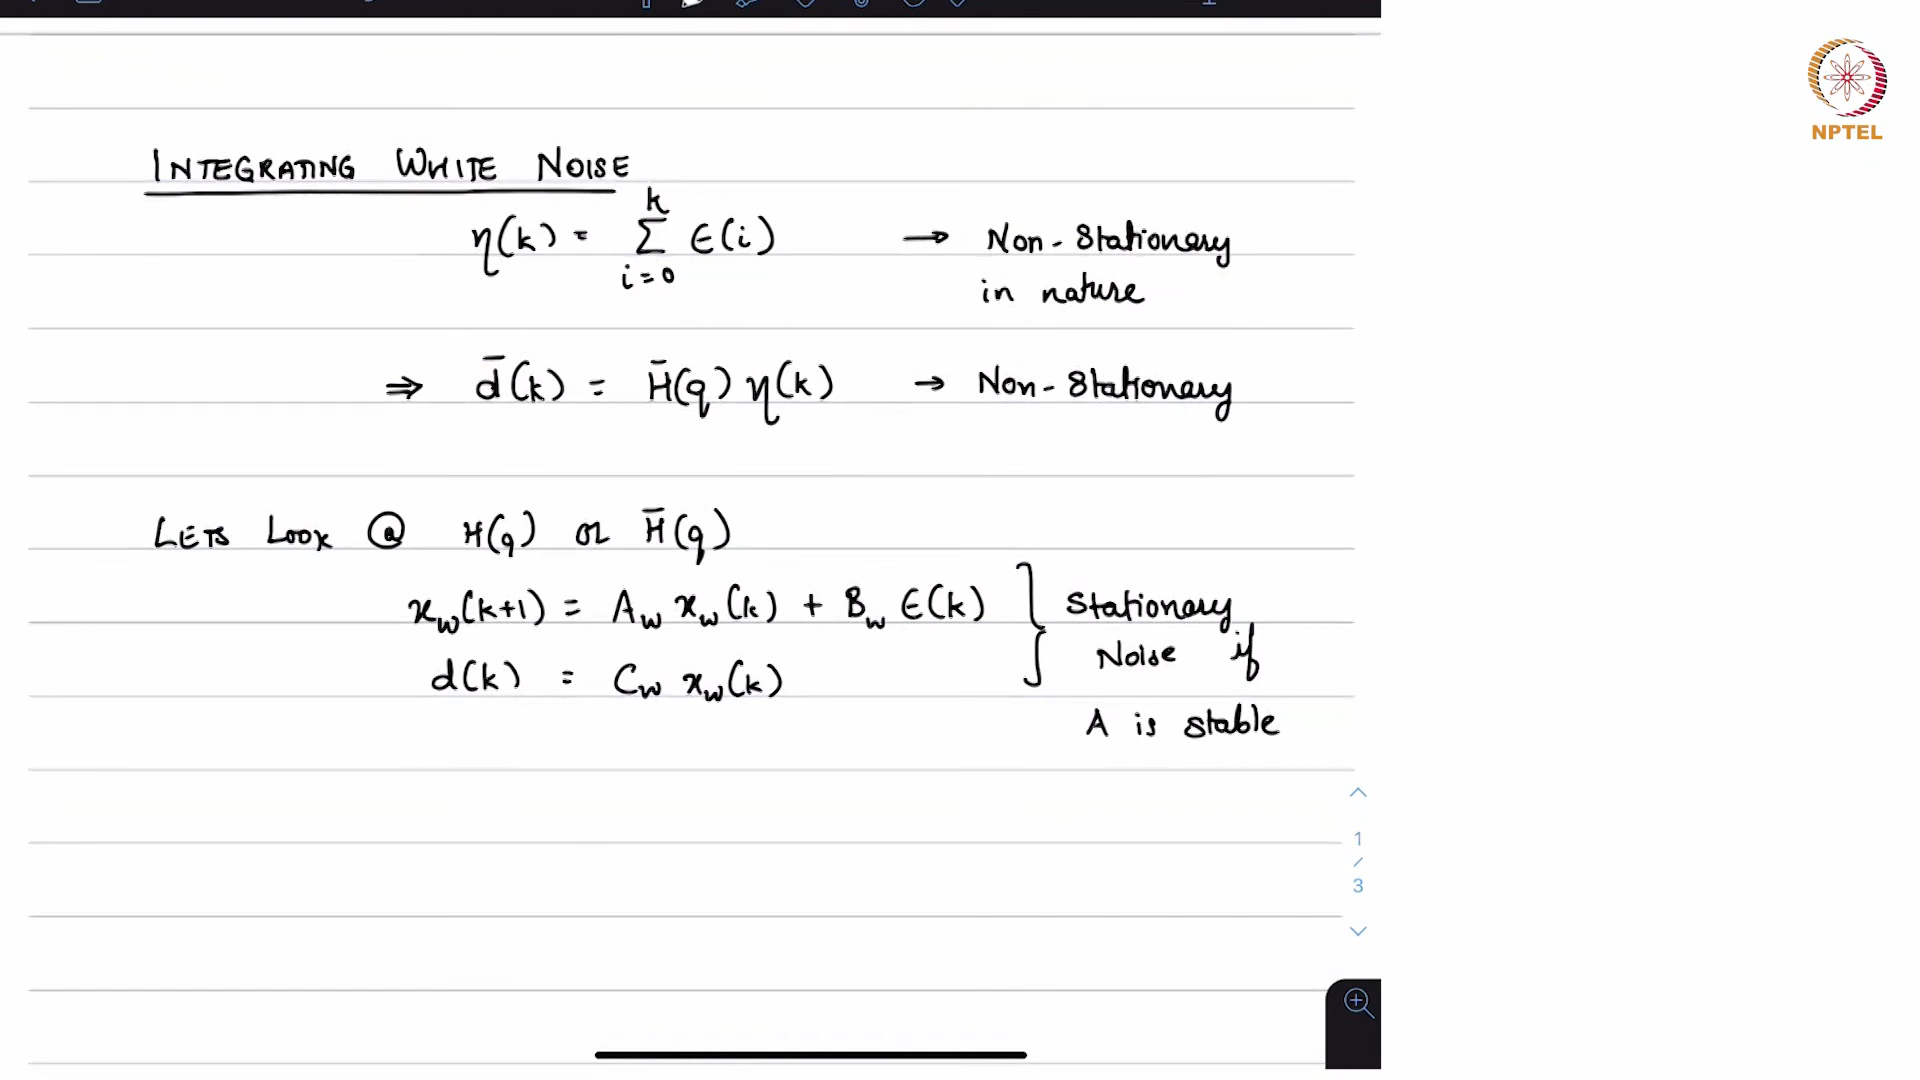 INTEGRATING WHITE NOISE
η(k) = Σ_{i=0}^{k} ∈(i) → Non-Stationary
in nature
⇒ d̄(k) = H̄(q) η(k) → Non-Stationary
LETS LOOK @ H(q) OR H̄(q)
x_w(k+1) = A_w x_w(k) + B_w ∈(k) } Stationary
Noise if
d(k) = C_w x_w(k)
A is stable
1
/
3
NPTEL